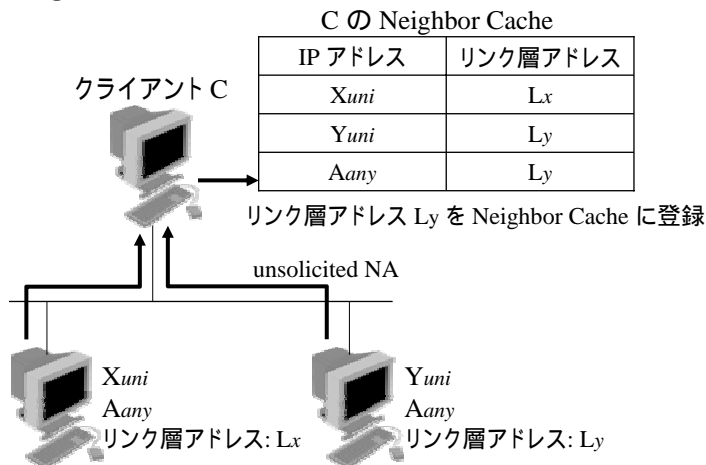 C の Neighbor Cache
IP アドレス リンク層アドレス
Xuni Lx
Yuni Ly
Aany Ly
クライアント C
リンク層アドレス Ly を Neighbor Cache に登録
unsolicited NA
Xuni
Aany
リンク層アドレス: Lx
Yuni
Aany
リンク層アドレス: Ly